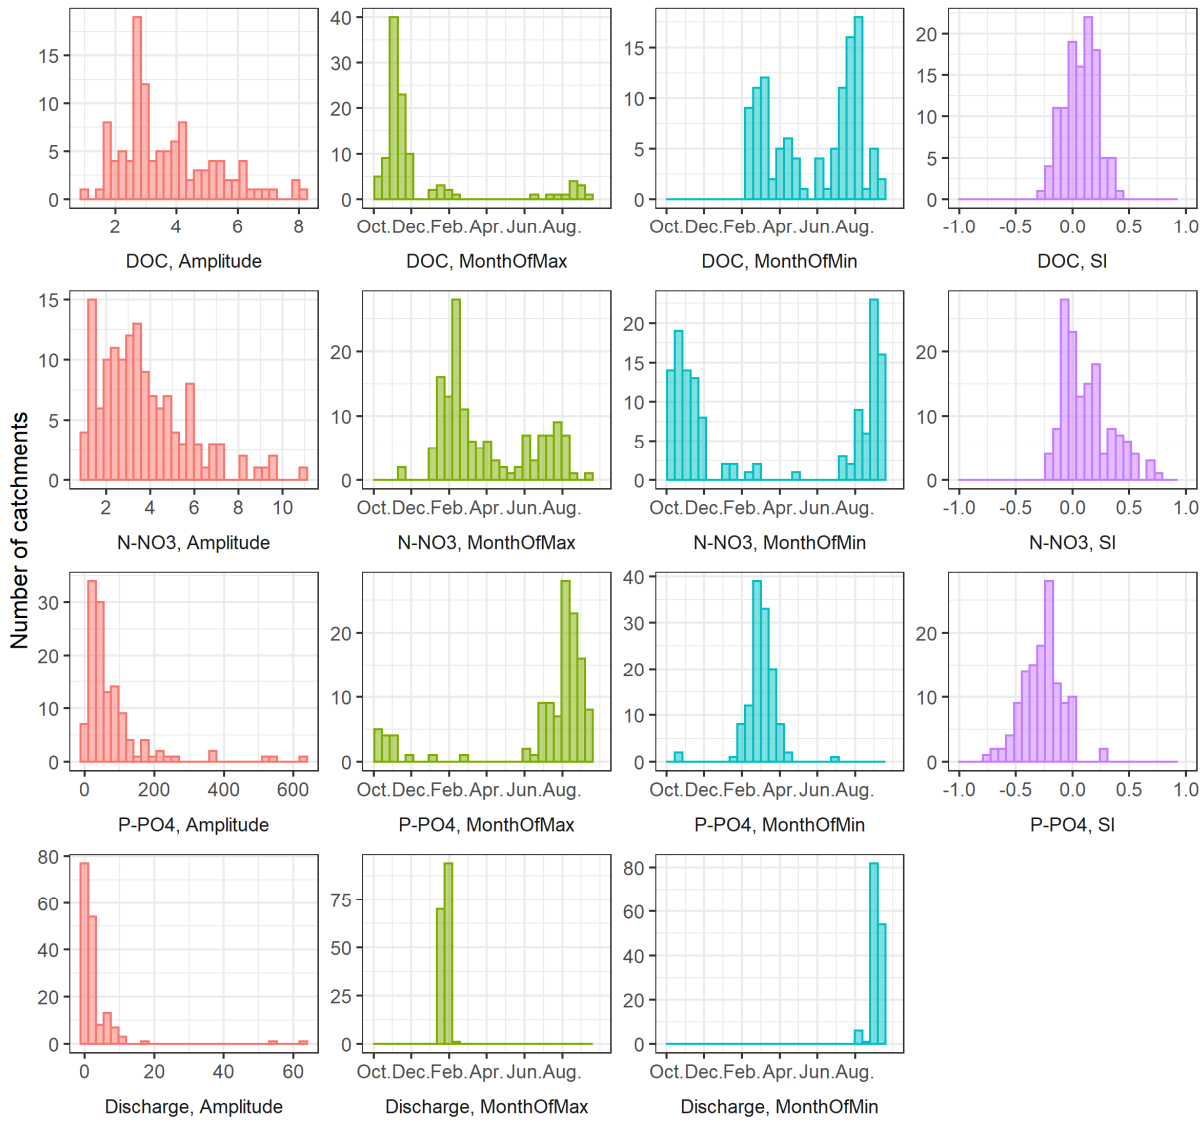 Number of catchments
0 5 10 15
2 4 6 8
DOC, Amplitude
0 10 20 30 40
Oct.Dec.Feb. Apr.Jun.Aug.
DOC, MonthOfMax
0 5 10 15
Oct.Dec.Feb. Apr.Jun.Aug.
DOC, MonthOfMin
0 5 10 15 20
-1.0 -0.5 0.0 0.5 1.0
DOC, SI
0 5 10 15
2 4 6 8 10
N-NO3, Amplitude
0 10 20
Oct.Dec.Feb. Apr.Jun.Aug.
N-NO3, MonthOfMax
0 5 10 15 20
Oct.Dec.Feb. Apr.Jun.Aug.
N-NO3, MonthOfMin
0 10 20
-1.0 -0.5 0.0 0.5 1.0
N-NO3, SI
0 10 20 30
0 200 400 600
P-PO4, Amplitude
0 10 20
Oct.Dec.Feb. Apr.Jun.Aug.
P-PO4, MonthOfMax
0 10 20 30 40
Oct.Dec.Feb. Apr.Jun.Aug.
P-PO4, MonthOfMin
0 10 20
-1.0 -0.5 0.0 0.5 1.0
P-PO4, SI
0 20 40 60 80
0 20 40 60
Discharge, Amplitude
0 25 50 75
Oct.Dec.Feb. Apr.Jun.Aug.
Discharge, MonthOfMax
0 20 40 60 80
Oct.Dec.Feb. Apr.Jun.Aug.
Discharge, MonthOfMin